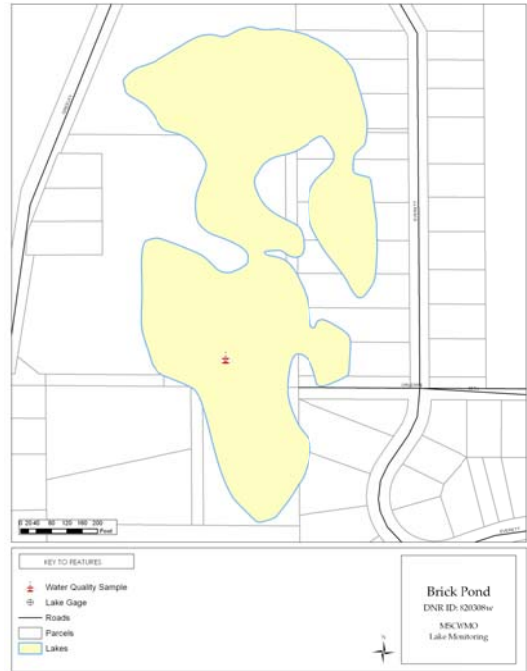 0 20 40 80 120 160 200
Feet
KEY TO FEATURES
Water Quality Sample
Lake Gage
Roads
Parcels
Lakes
Brick Pond
DNR ID: 820308w
MSCWMO
Lake Monitoring